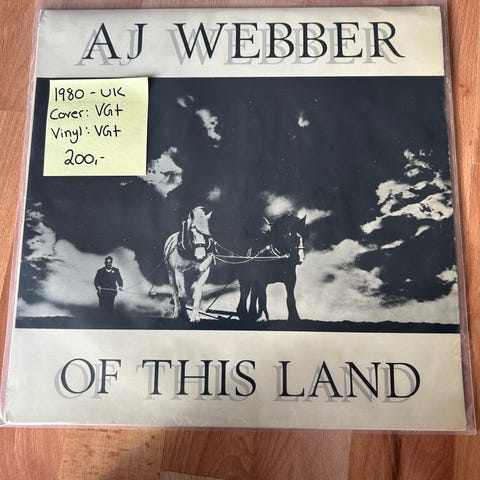 AJ WEBBER
1980 - UK
Cover: VG+
Vinyl: VG+
200,-
OF THIS LAND